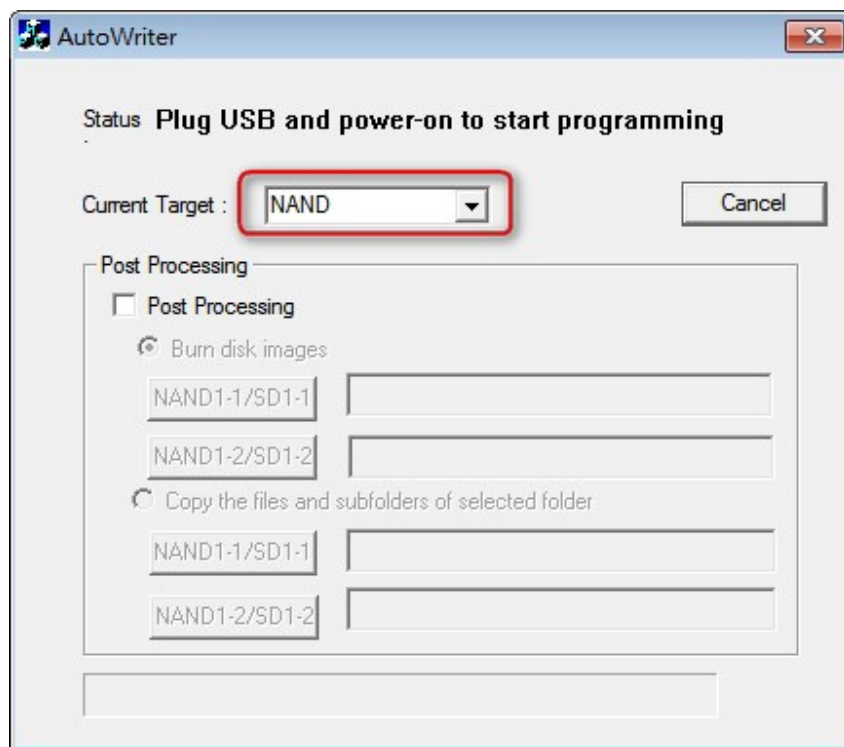 AutoWriter
Status Plug USB and power-on to start programming
:
Current Target : NAND Cancel
Post Processing
Post Processing
Burn disk images
NAND1-1/SD1-1
NAND1-2/SD1-2
Copy the files and subfolders of selected folder
NAND1-1/SD1-1
NAND1-2/SD1-2